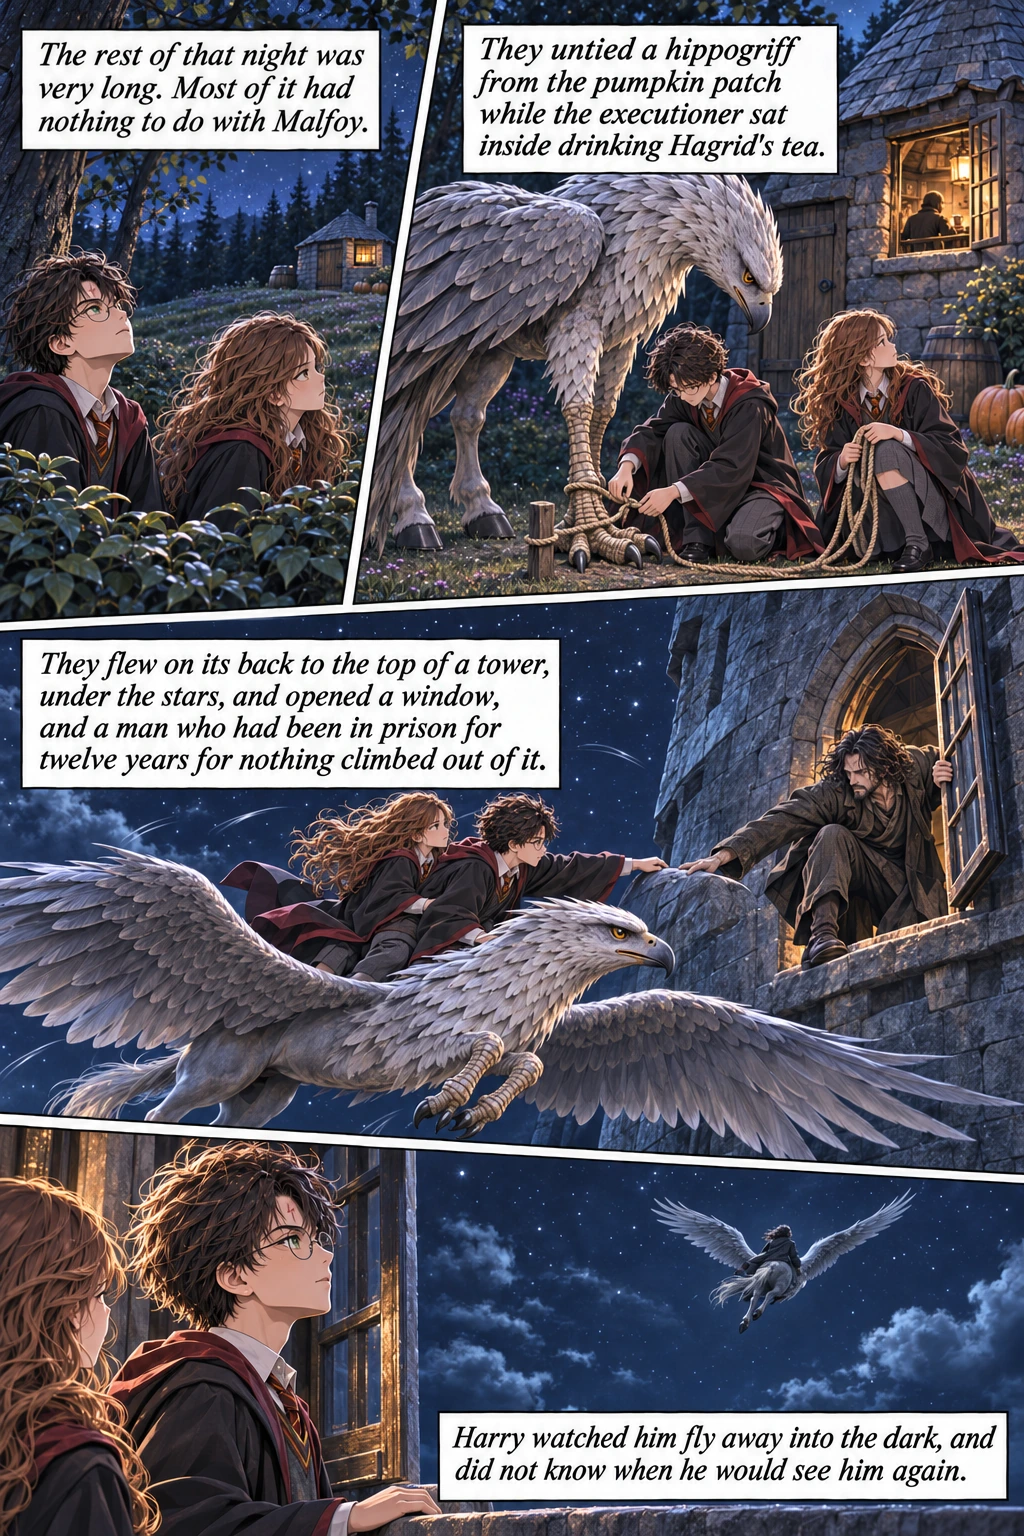 The rest of that night was
very long. Most of it had
nothing to do with Malfoy.
They untied a hippogriff
from the pumpkin patch
while the executioner sat
inside drinking Hagrid's tea.
They flew on its back to the top of a tower,
under the stars, and opened a window,
and a man who had been in prison for
twelve years for nothing climbed out of it.
Harry watched him fly away into the dark, and
did not know when he would see him again.